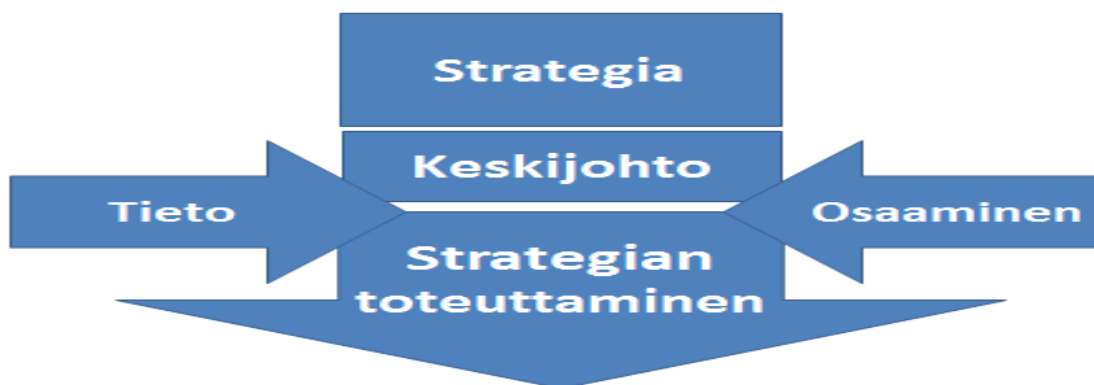 Strategia
Keskijohto
Tieto
Osaaminen
Strategian
toteuttaminen